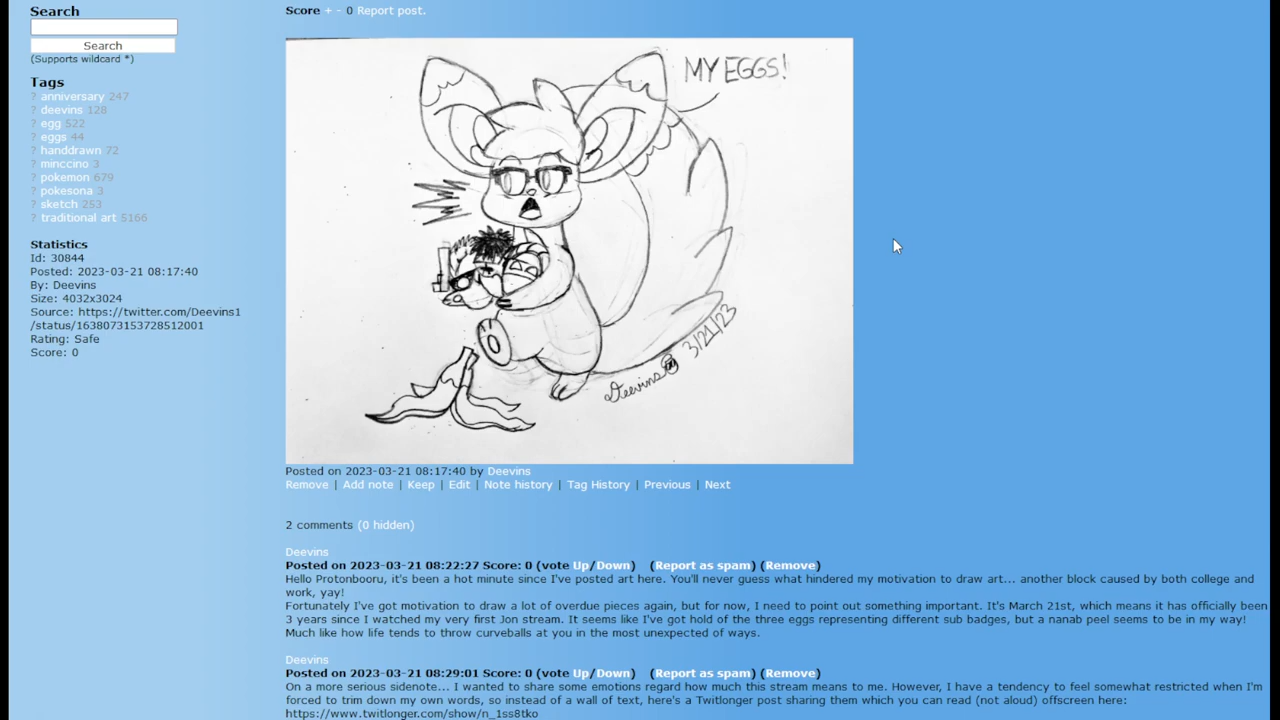 Search
Search
(Supports wildcard *)
Tags
? anniversary 247
? deevins 128
? egg 522
? eggs 44
? handdrawn 72
? minccino 3
? pokemon 679
? pokesona 3
? sketch 253
? traditional art 5166
Statistics
Id: 30844
Posted: 2023-03-21 08:17:40
By: Deevins
Size: 4032x3024
Source: https://twitter.com/Deevins1
/status/1638073153728512001
Rating: Safe
Score: 0
Score + - 0 Report post.
MY EGGS!
Deevins 3/21/23
Posted on 2023-03-21 08:17:40 by Deevins
Remove | Add note | Keep | Edit | Note history | Tag History | Previous | Next
2 comments (0 hidden)
Deevins
Posted on 2023-03-21 08:22:27 Score: 0 (vote Up/Down) (Report as spam) (Remove)
Hello Protonbooru, it's been a hot minute since I've posted art here. You'll never guess what hindered my motivation to draw art... another block caused by both college and
work, yay!
Fortunately I've got motivation to draw a lot of overdue pieces again, but for now, I need to point out something important. It's March 21st, which means it has officially been
3 years since I watched my very first Jon stream. It seems like I've got hold of the three eggs representing different sub badges, but a nanab peel seems to be in my way!
Much like how life tends to throw curveballs at you in the most unexpected of ways.
Deevins
Posted on 2023-03-21 08:29:01 Score: 0 (vote Up/Down) (Report as spam) (Remove)
On a more serious sidenote... I wanted to share some emotions regard how much this stream means to me. However, I have a tendency to feel somewhat restricted when I'm
forced to trim down my own words, so instead of a wall of text, here's a Twitlonger post sharing them which you can read (not aloud) offscreen here:
https://www.twitlonger.com/show/n_1ss8tko